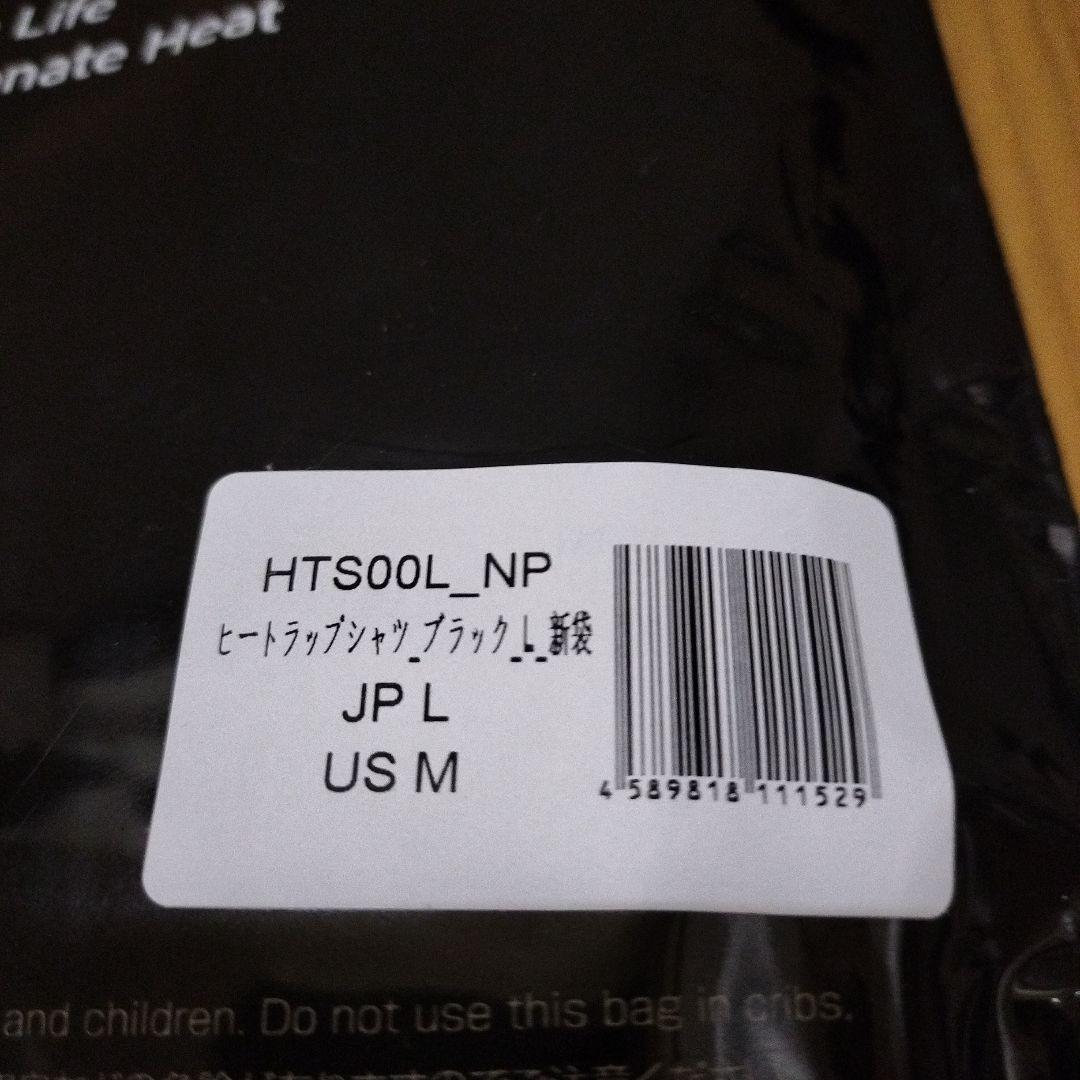 Life
nate Heat
HTS00L_NP
ヒートラップシャツ_ブラック_L_新袋
JP L
US M
4 589818 111529
and children. Do not use this bag in cribs.